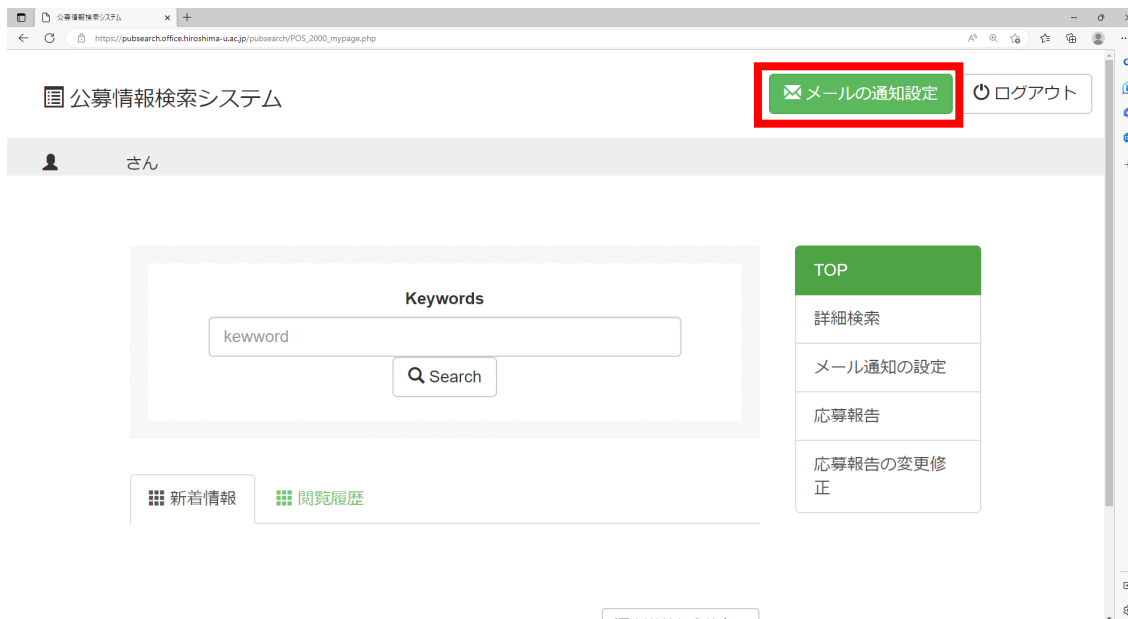 公募情報検索システム
https://pubsearch.office.hiroshima-u.ac.jp/pubsearch/POS_2000_mypage.php
公募情報検索システム
メールの通知設定
ログアウト
さん
Keywords
kewword
Search
TOP
詳細検索
メール通知の設定
応募報告
応募報告の変更修
正
新着情報
閲覧履歴